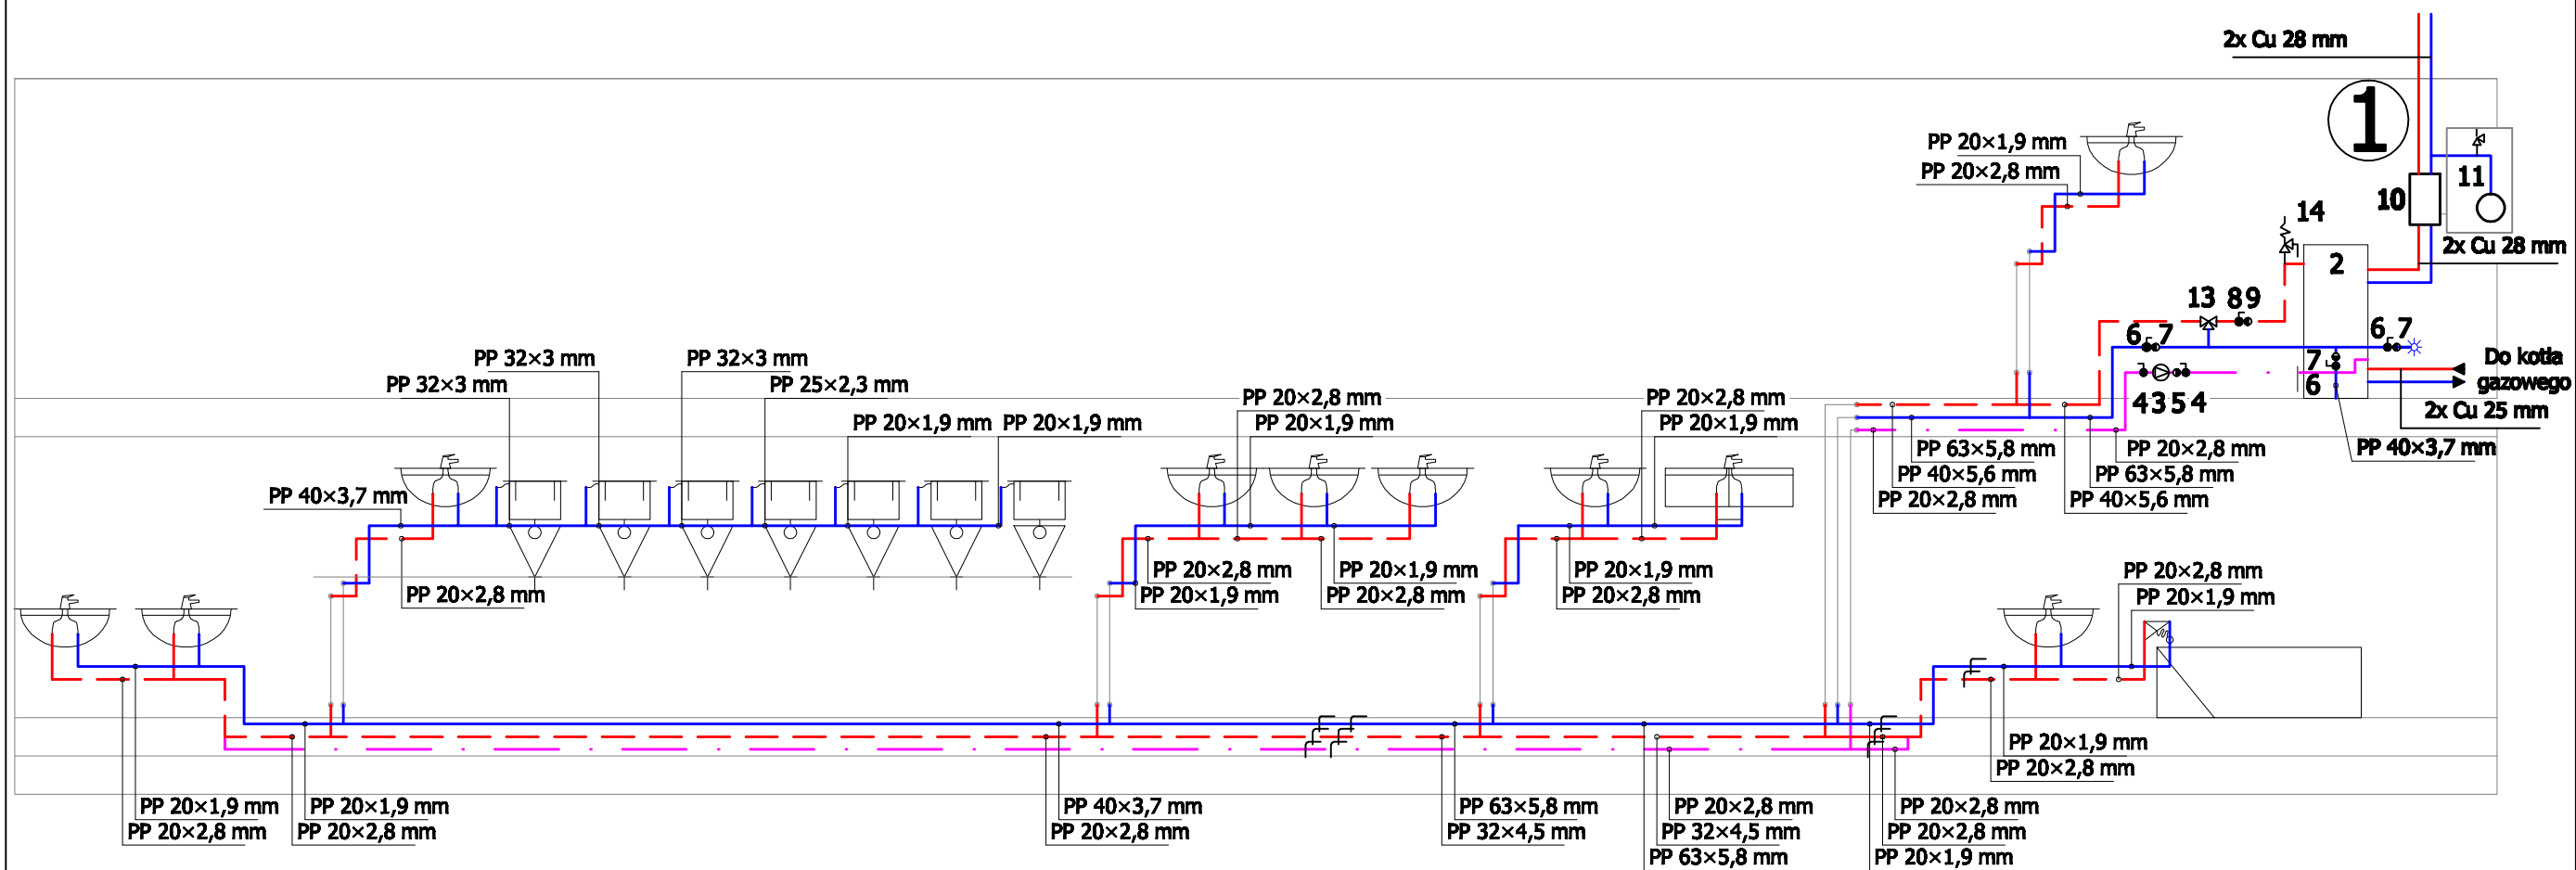 2x Cu 28 mm
1
PP 20×1,9 mm
PP 20×2,8 mm
11
10
14
2x Cu 28 mm
2
13 8 9
6 7
6 7
7
6
Do kotła
gazowego
4 3 5 4
2x Cu 25 mm
PP 40×3,7 mm
PP 32×3 mm
PP 32×3 mm
PP 32×3 mm
PP 25×2,3 mm
PP 20×1,9 mm
PP 20×1,9 mm
PP 20×2,8 mm
PP 20×1,9 mm
PP 20×2,8 mm
PP 20×1,9 mm
PP 63×5,8 mm
PP 40×5,6 mm
PP 20×2,8 mm
PP 20×2,8 mm
PP 63×5,8 mm
PP 40×5,6 mm
PP 40×3,7 mm
PP 20×2,8 mm
PP 20×2,8 mm
PP 20×1,9 mm
PP 20×1,9 mm
PP 20×2,8 mm
PP 20×1,9 mm
PP 20×2,8 mm
PP 20×2,8 mm
PP 20×1,9 mm
PP 20×1,9 mm
PP 20×2,8 mm
PP 20×1,9 mm
PP 20×2,8 mm
PP 20×1,9 mm
PP 20×2,8 mm
PP 40×3,7 mm
PP 20×2,8 mm
PP 63×5,8 mm
PP 32×4,5 mm
PP 20×2,8 mm
PP 32×4,5 mm
PP 63×5,8 mm
PP 20×2,8 mm
PP 20×2,8 mm
PP 20×1,9 mm